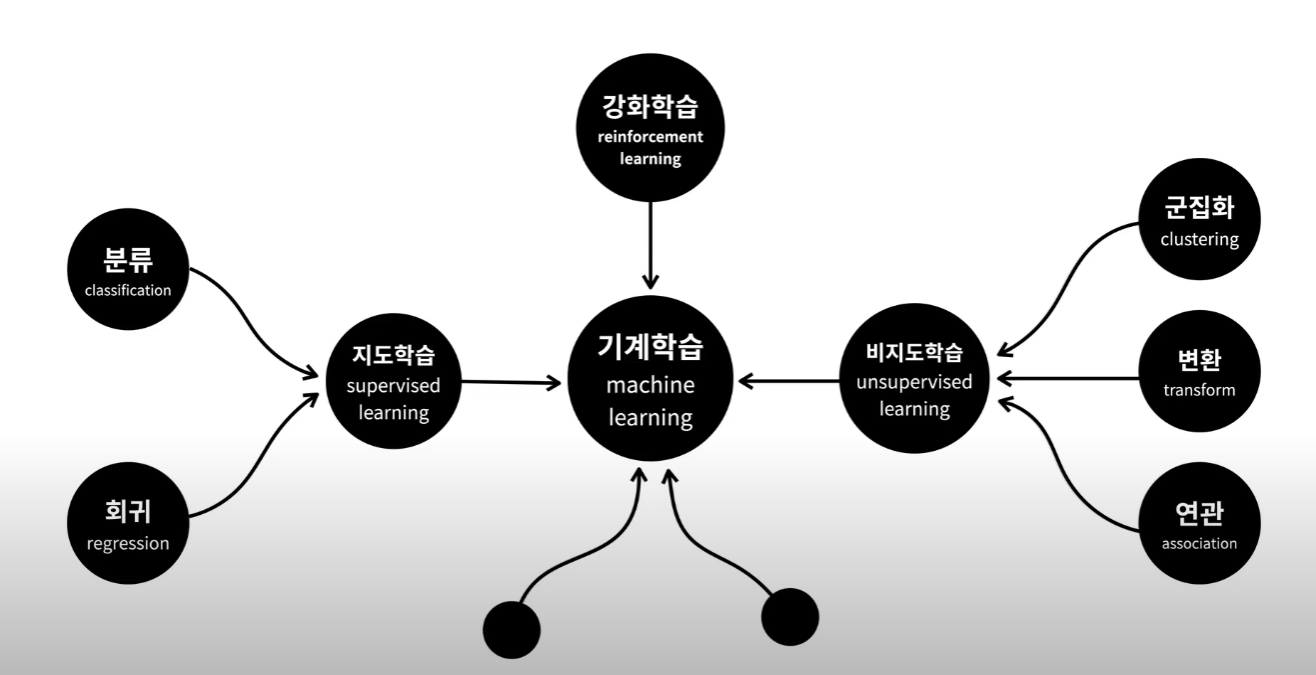 강화학습
reinforcement
learning
분류
classification
회귀
regression
지도학습
supervised
learning
기계학습
machine
learning
비지도학습
unsupervised
learning
군집화
clustering
변환
transform
연관
association